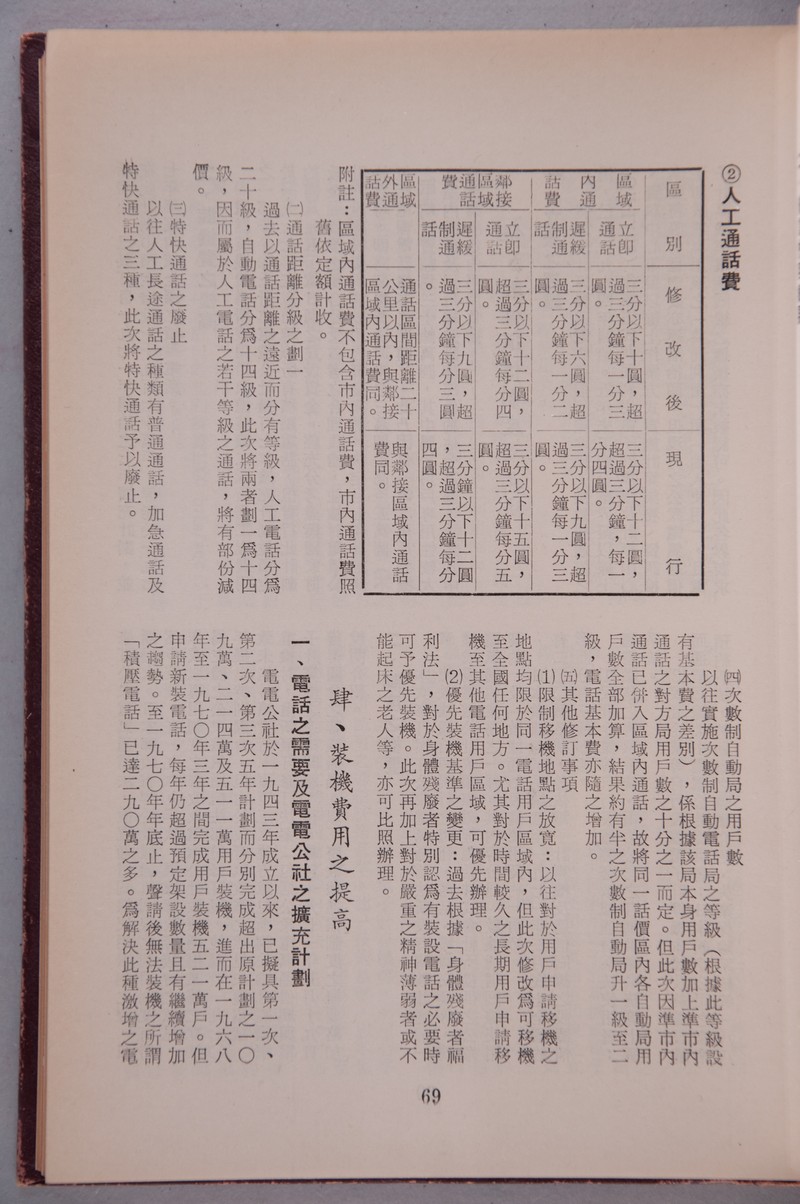 ②人工通話費
區別
修改後
現行
區域內通話費
立即通話
三分以下十圓，超過三分鐘每一分，三圓。
三分以下十二圓，超過三分鐘，每一分四圓。
遲緩制通話
三分以下六圓，超過三分鐘每一分，二圓。
三分以下九圓，超過三分鐘每一分三圓。
鄰接區域通話費
立即通話
三分以下十二圓，超過三分鐘每分四圓。
三分以下十五圓，超過三分鐘每分五圓。
遲緩制通話
三分以下九圓，超過三分鐘每分三圓。
三分鐘以下十二圓，超過三分鐘每分四圓。
區域外通話費
通話區間距離二十公里以內，與鄰接區域內通話費同。
與鄰接區域內通話費同。
附註：區域內通話費不包含市內通話費，市內通話費照
舊依定額計收。
㈡通話距離分級之劃一
過去以通話距離之遠近而分有等級，人工電話分爲
二十級，自動電話分爲十四級，此次將兩者劃一爲十四
級，因而屬於人工電話之若干等級之通話，將有部份減
價。
㈢特快通話之廢止
以往人工長途通話之種類有普通通話，加急通話及
特快通話之三種，此次將特快通話予以廢止。
㈣次數制自動局之用戶數
以往實施次數制自動電話局之等級（根據此等級設
有基本費之差別），係根據該局本身用戶數加上準市內
通話之對方局用戶數之十分之一而定。但此次因準市內
通話已併入區域內通話，故將同一話價區內各自動局用
戶數全部加算，結果約有半之次數制自動局升一級至二
級，電話基本費亦隨之增加。
㈤其他修訂事項
⑴限制移機地點之放寬：以往對於用戶申請移機之
地點均限於同一電話用戶區域內，但此次修改爲可移機
至全國任何地方。尤其對於時間較久之長期用戶申請移
機至其他電話用戶區域，可優先辦理。
⑵優先裝機基準之變更：過去根據「身體殘廢者福
利法」，對於身體殘廢者特別認爲有裝設電話之必要時
可予優先裝機。此次再加上對於嚴重之精神薄弱者或不
能起床之老人等，亦可比照辦理。
肆、裝機費用之提高
一、電話之需要及電電公社之擴充計劃
電電公社於一九四三年成立以來，已擬具第一次、
第二次、第三次五年計劃而分別完成超出原計劃之一〇
九萬、二一四萬及五一一萬用戶裝機，進而在一九六八
年至一九七〇年三年之間完成用戶裝機五二一萬戶。但
申請新裝電話，每年仍超過預定架設數量且有繼續增加
之趨勢。至一九七〇年年底止，聲請後無法裝機之所謂
「積壓電話」已達二九〇萬之多。爲解決此種激增之電
69